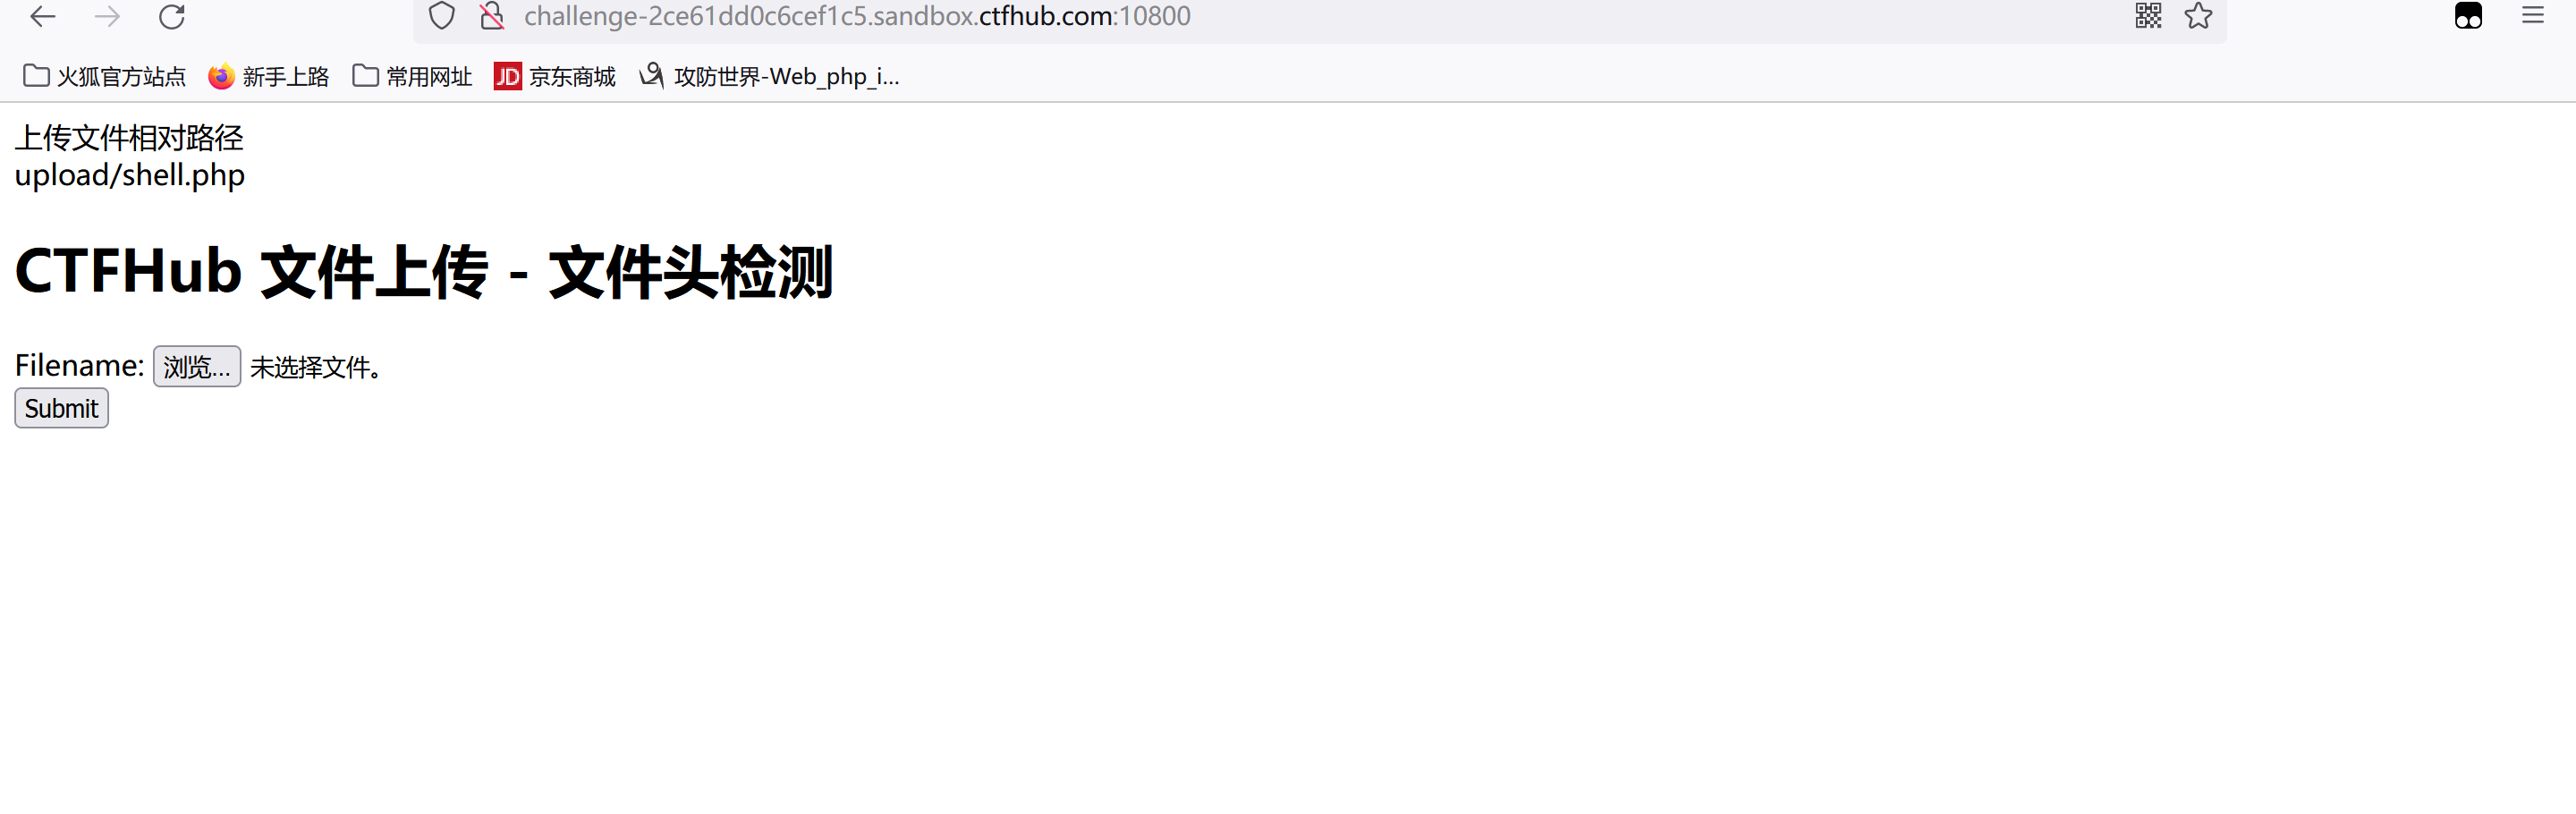 challenge-2ce61dd0c6cef1c5.sandbox.ctfhub.com:10800
火狐官方站点 新手上路 常用网址 JD 京东商城 攻防世界-Web_php_i...
上传文件相对路径
upload/shell.php
CTFHub 文件上传 - 文件头检测
Filename: 浏览... 未选择文件。
Submit